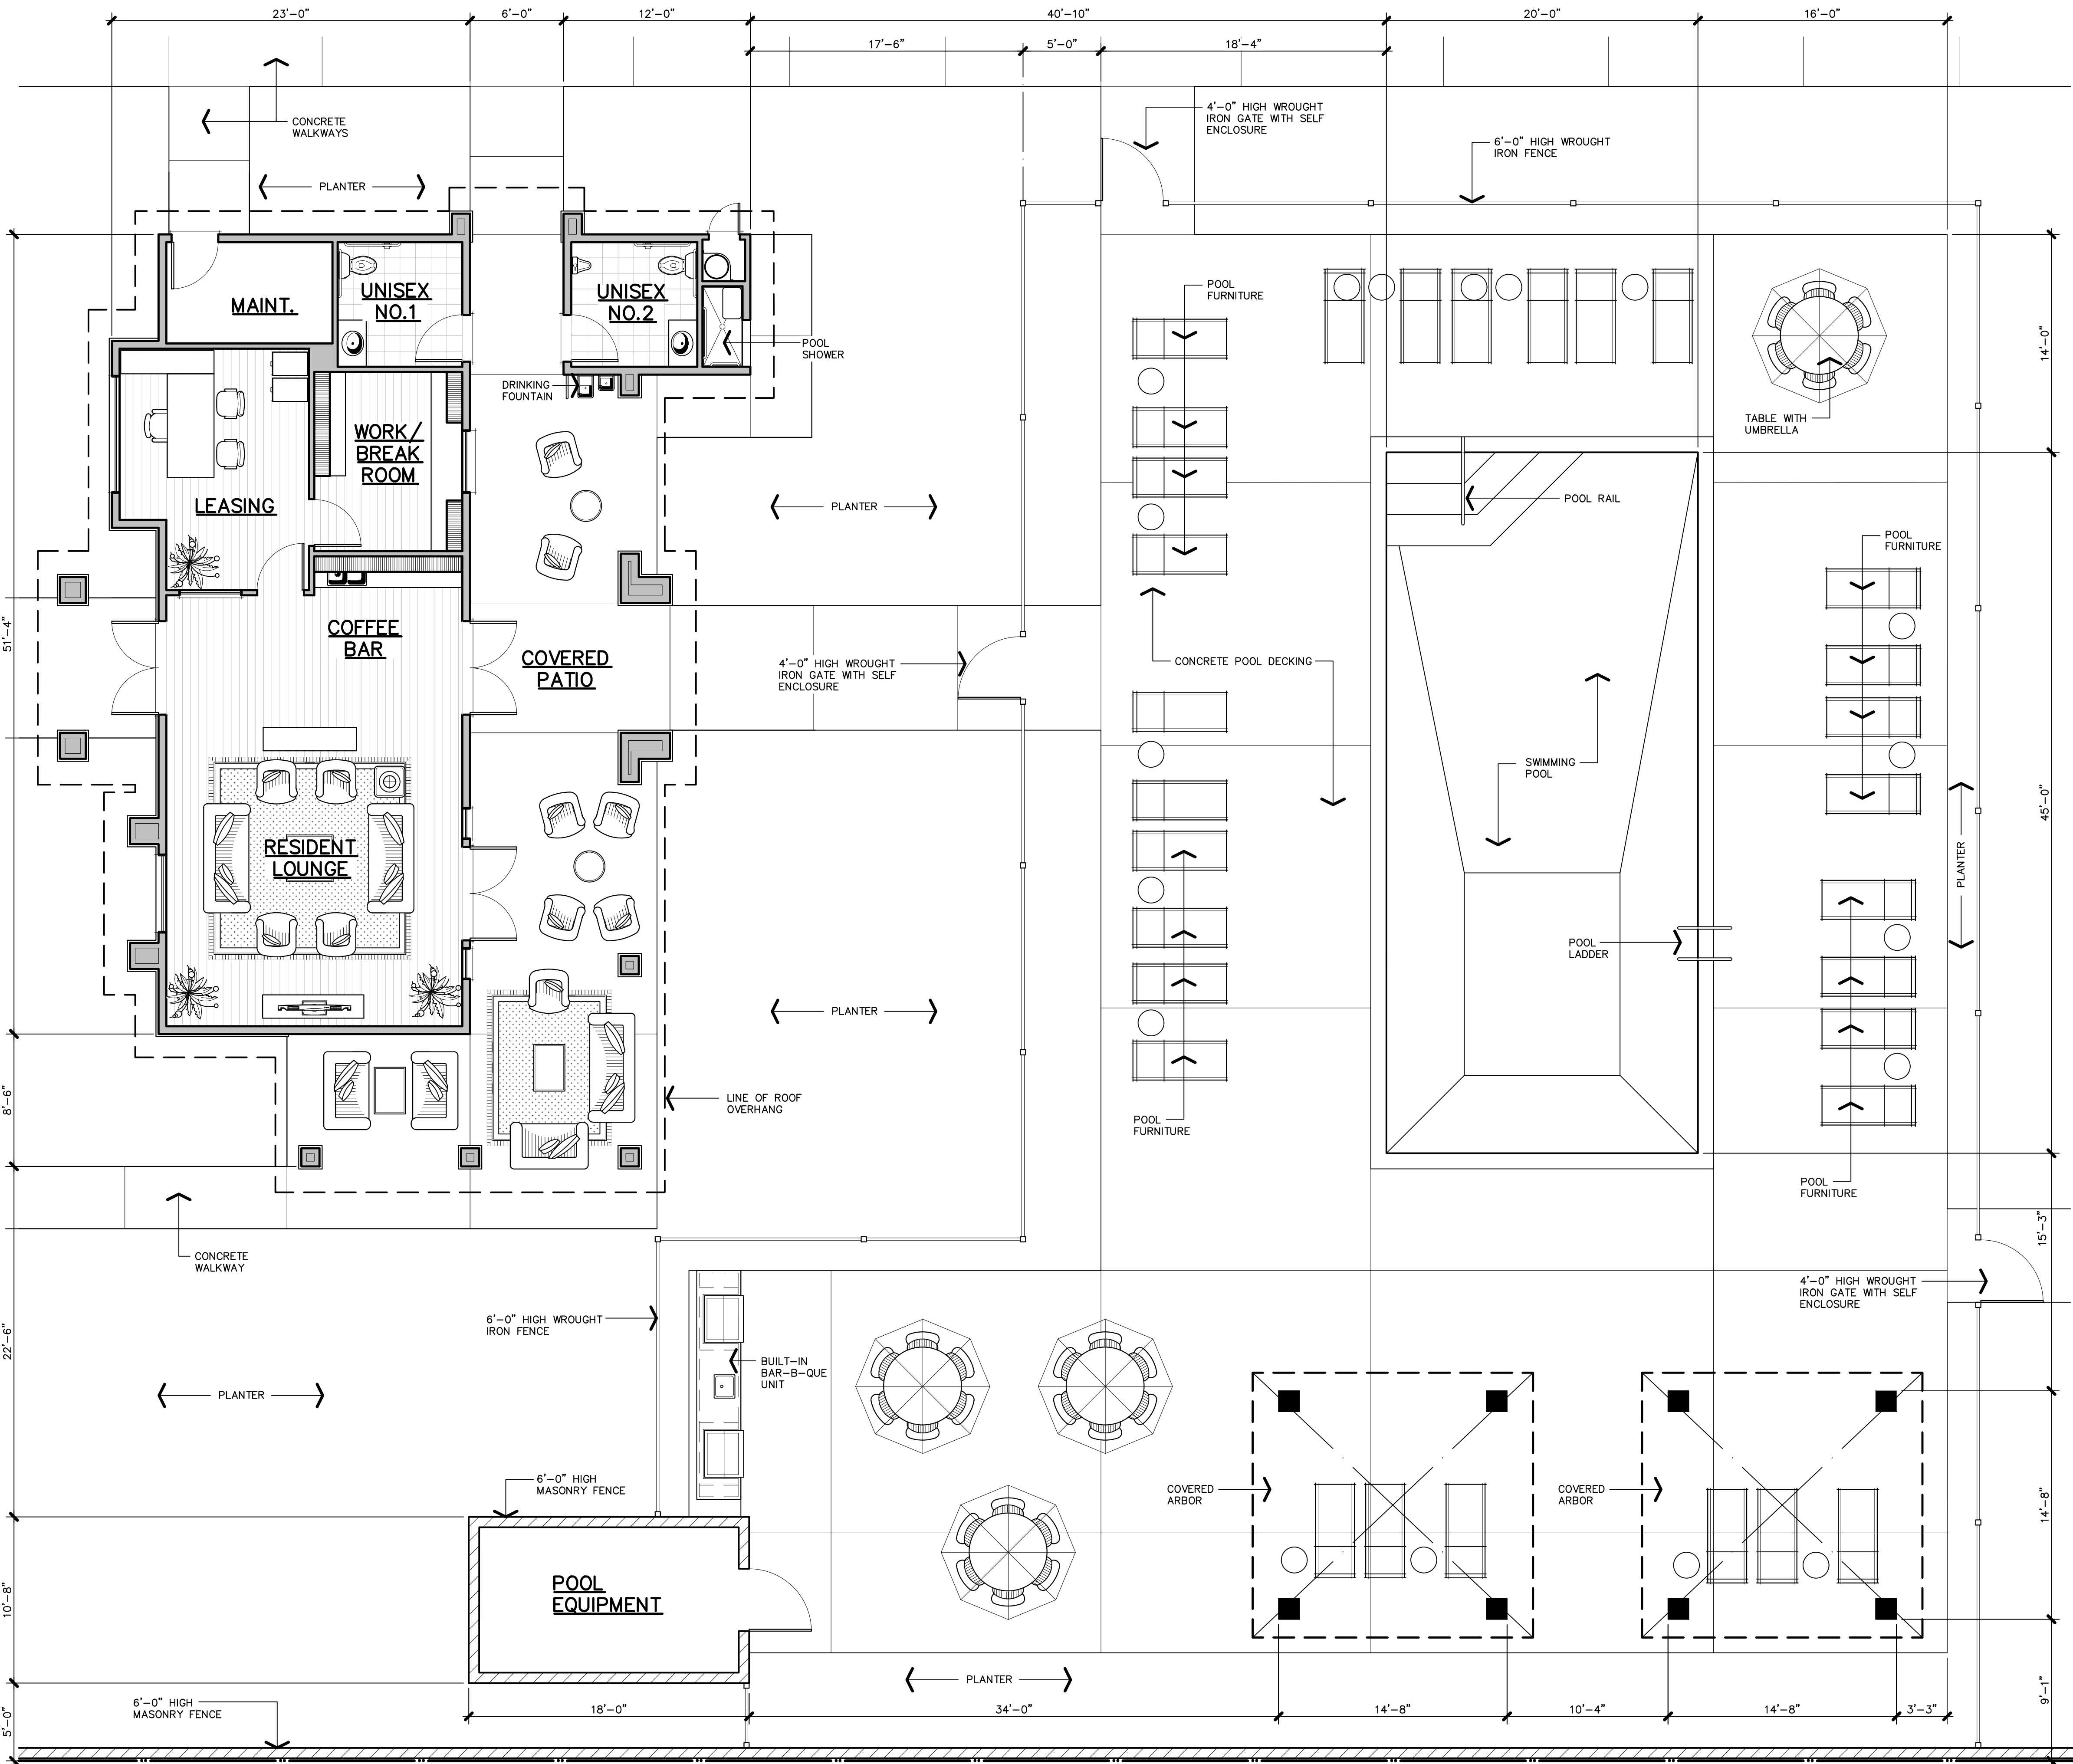 23'-0"
6'-0"
12'-0"
40'-10"
20'-0"
16'-0"
17'-6"
5'-0"
18'-4"
4'-0" HIGH WROUGHT
IRON GATE WITH SELF
ENCLOSURE
CONCRETE
WALKWAYS
6'-0" HIGH WROUGHT
IRON FENCE
PLANTER
MAINT.
UNISEX
NO.1
UNISEX
NO.2
POOL
FURNITURE
POOL
SHOWER
14'-0"
DRINKING
FOUNTAIN
TABLE WITH
UMBRELLA
WORK/
BREAK
ROOM
LEASING
PLANTER
POOL RAIL
POOL
FURNITURE
51'-4"
COFFEE
BAR
COVERED
PATIO
4'-0" HIGH WROUGHT
IRON GATE WITH SELF
ENCLOSURE
CONCRETE POOL DECKING
SWIMMING
POOL
45'-0"
RESIDENT
LOUNGE
PLANTER
POOL
LADDER
PLANTER
8'-6"
LINE OF ROOF
OVERHANG
POOL
FURNITURE
POOL
FURNITURE
15'-3"
CONCRETE
WALKWAY
4'-0" HIGH WROUGHT
IRON GATE WITH SELF
ENCLOSURE
22'-6"
6'-0" HIGH WROUGHT
IRON FENCE
BUILT-IN
BAR-B-QUE
UNIT
PLANTER
6'-0" HIGH
MASONRY FENCE
COVERED
ARBOR
COVERED
ARBOR
14'-8"
10'-8"
POOL
EQUIPMENT
PLANTER
9'-1"
6'-0" HIGH
MASONRY FENCE
5'-0"
18'-0"
34'-0"
14'-8"
10'-4"
14'-8"
3'-3"